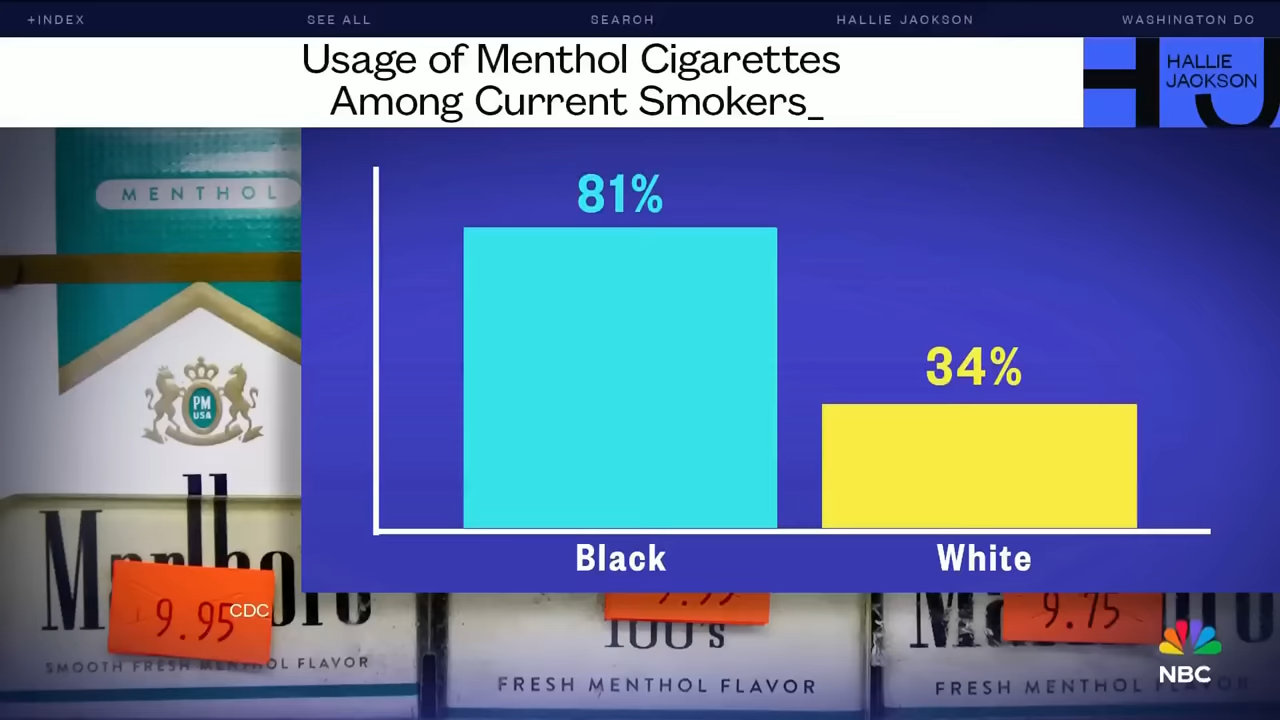 +INDEX
SEE ALL
SEARCH
HALLIE JACKSON
WASHINGTON DC
Usage of Menthol Cigarettes
Among Current Smokers_
HALLIE
JACKSON
MENTHOL
81%
34%
PM
USA
Black
White
Marlboro
9.95
CDC
9.75
100's
SMOOTH FRESH MENTHOL FLAVOR
FRESH MENTHOL FLAVOR
FRESH MENTHOL FLAVOR
NBC